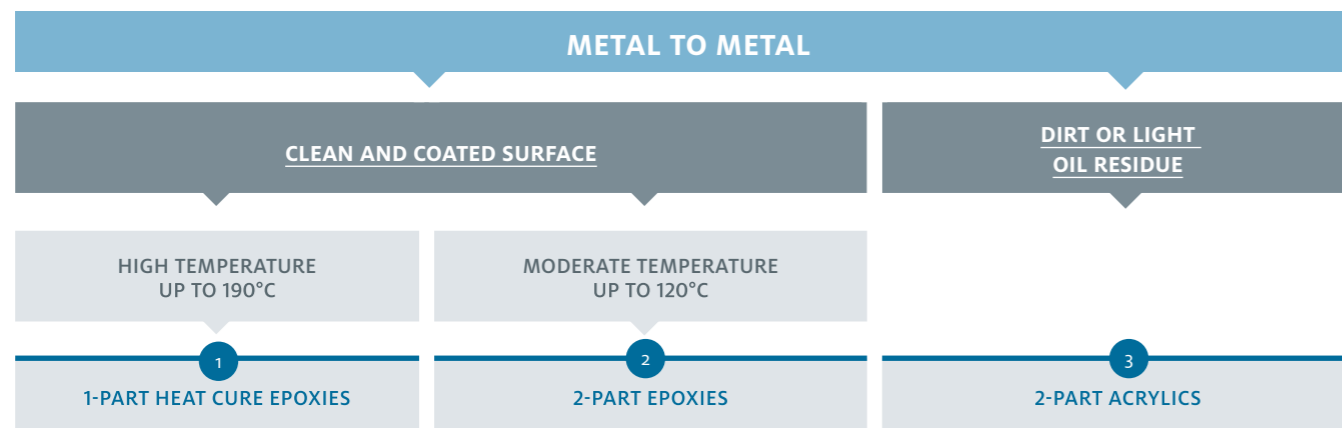 METAL TO METAL
CLEAN AND COATED SURFACE
DIRT OR LIGHT
OIL RESIDUE
HIGH TEMPERATURE
UP TO 190°C
MODERATE TEMPERATURE
UP TO 120°C
1
2
3
1-PART HEAT CURE EPOXIES
2-PART EPOXIES
2-PART ACRYLICS